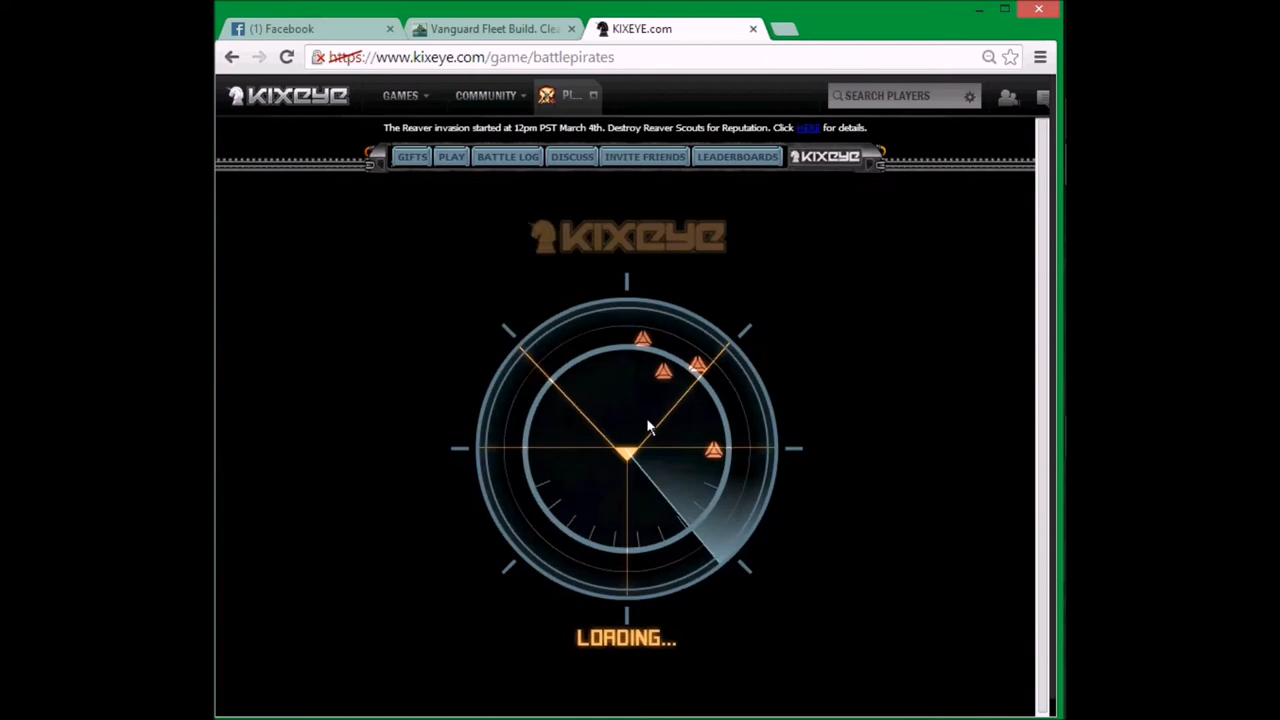 (1) Facebook
Vanguard Fleet Build. Clea
KIXEYE.com
https://www.kixeye.com/game/battlepirates
KIXEYE
GAMES
COMMUNITY
PL...
SEARCH PLAYERS
The Reaver invasion started at 12pm PST March 4th. Destroy Reaver Scouts for Reputation. Click HERE for details.
GIFTS
PLAY
BATTLE LOG
DISCUSS
INVITE FRIENDS
LEADERBOARDS
KIXEYE
KIXEYE
LOADING...